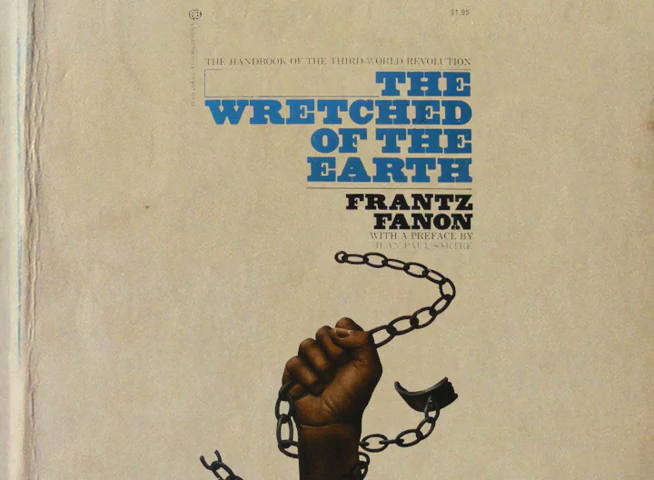 $1.95
THE HANDBOOK OF THE THIRD-WORLD REVOLUTION
THE
WRETCHED
OF THE
EARTH
FRANTZ
FANON
WITH A PREFACE BY
JEAN-PAUL SARTRE